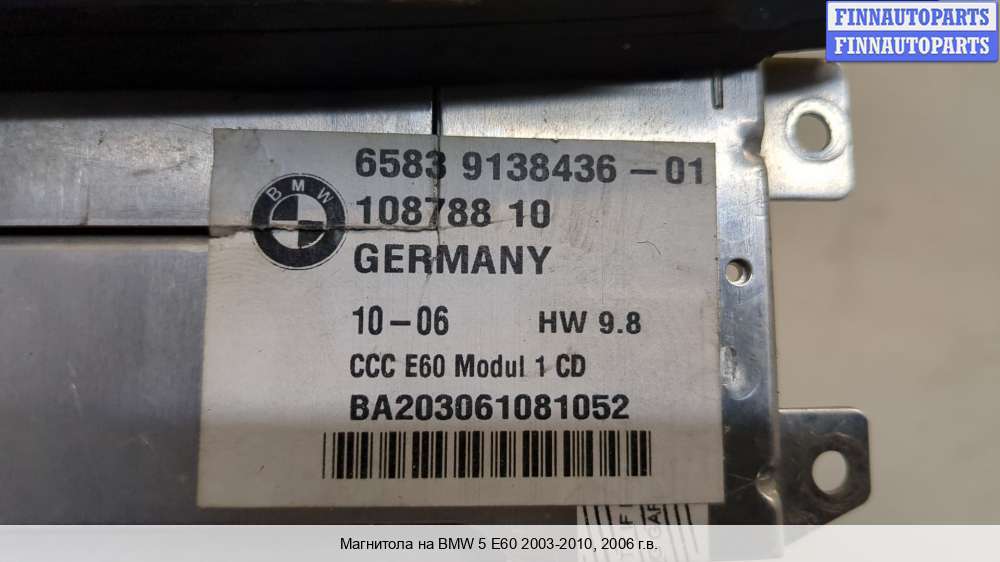 FINNAUTOPARTS
FINNAUTOPARTS
6583 9138436 – 01
108788 10
BMW
GERMANY
10 – 06 HW 9.8
CCC E60 Modul 1 CD
BA203061081052
Магнитола на BMW 5 E60 2003-2010, 2006 г.в.